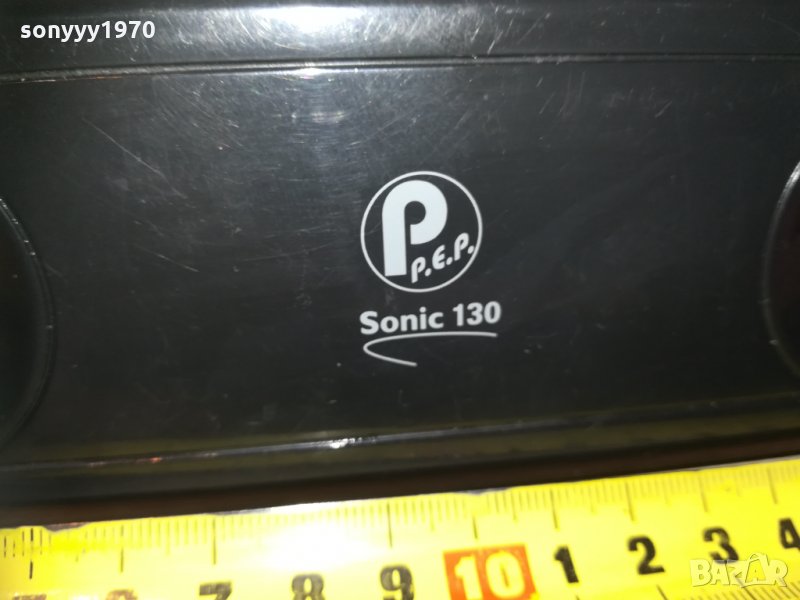 sonyyy1970
P P.E.P.
Sonic 130
7 8 9 10 1 2 3 4
BAZAR